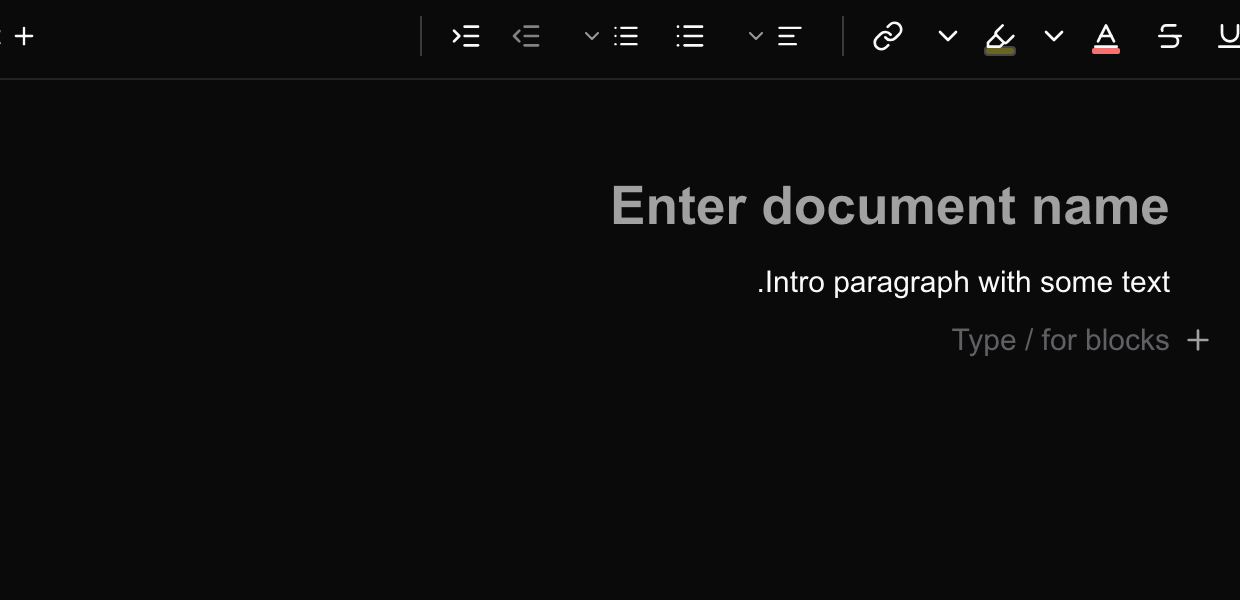 Enter document name
.Intro paragraph with some text
Type / for blocks